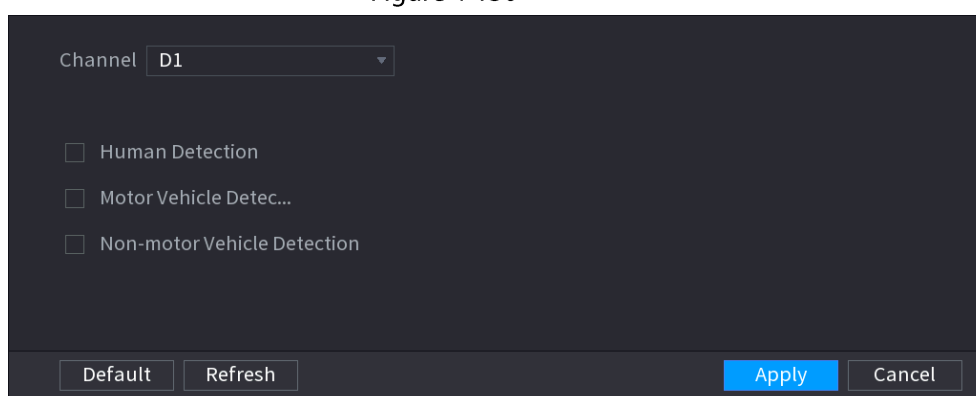 Channel D1
Human Detection
Motor Vehicle Detec...
Non-motor Vehicle Detection
Default Refresh Apply Cancel